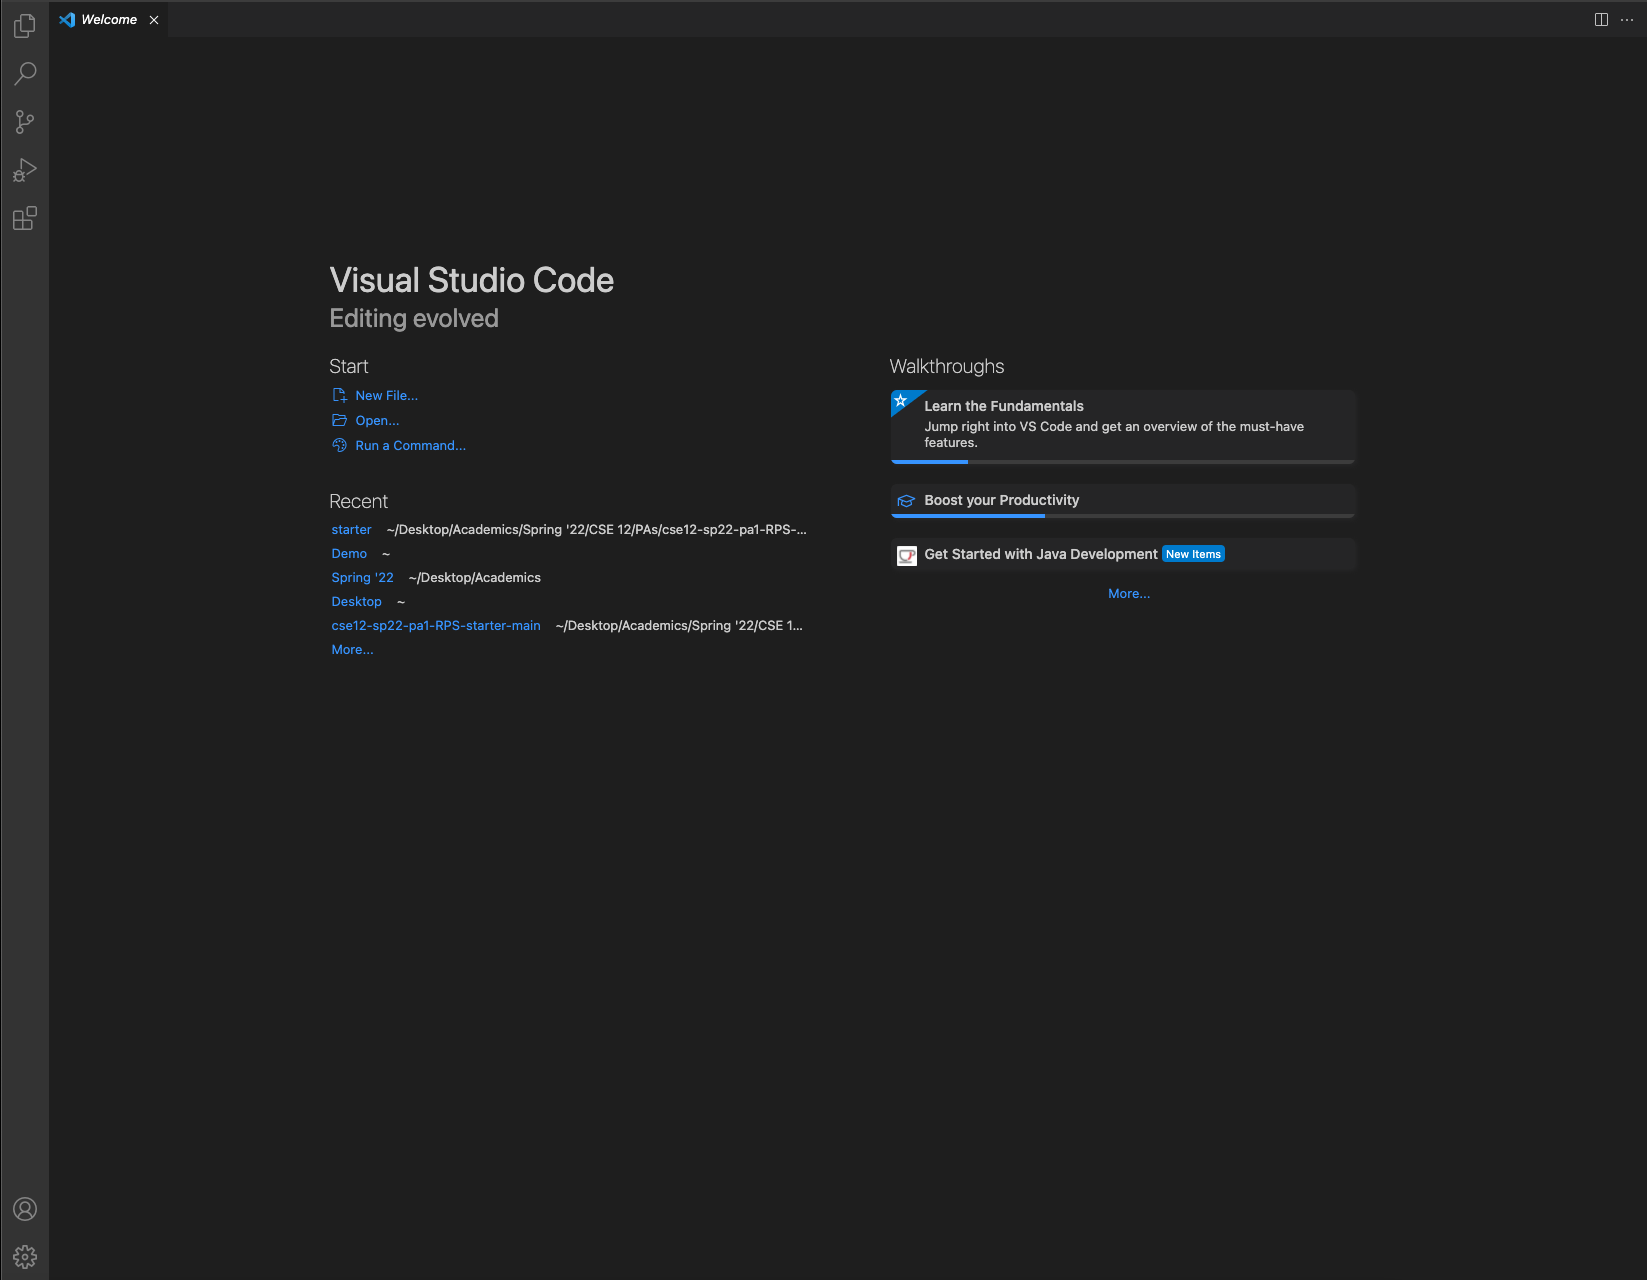 Welcome
Visual Studio Code
Editing evolved
Start
New File...
Open...
Run a Command...
Recent
starter ~/Desktop/Academics/Spring '22/CSE 12/PAs/cse12-sp22-pa1-RPS-...
Demo ~
Spring '22 ~/Desktop/Academics
Desktop ~
cse12-sp22-pa1-RPS-starter-main ~/Desktop/Academics/Spring '22/CSE 1...
More...
Walkthroughs
Learn the Fundamentals
Jump right into VS Code and get an overview of the must-have
features.
Boost your Productivity
Get Started with Java Development New Items
More...